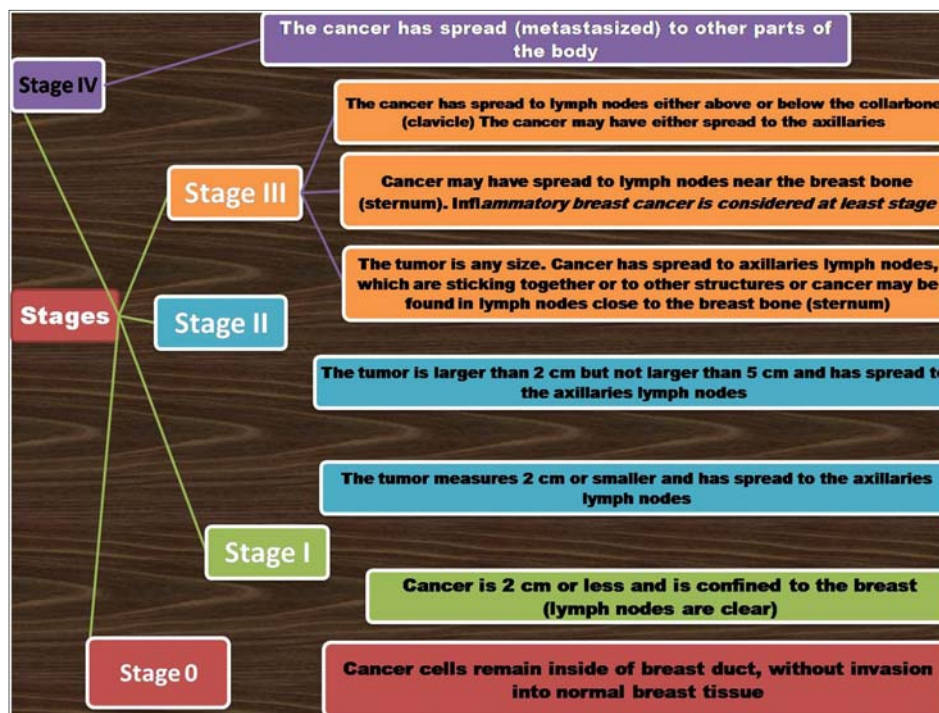 The cancer has spread (metastasized) to other parts of
the body
Stage IV
The cancer has spread to lymph nodes either above or below the collarbone
(clavicle) The cancer may have either spread to the axillaries
Stage III
Cancer may have spread to lymph nodes near the breast bone
(sternum). Inflammatory breast cancer is considered at least stage
The tumor is any size. Cancer has spread to axillaries lymph nodes,
which are sticking together or to other structures or cancer may be
found in lymph nodes close to the breast bone (sternum)
Stages
Stage II
The tumor is larger than 2 cm but not larger than 5 cm and has spread to
the axillaries lymph nodes
The tumor measures 2 cm or smaller and has spread to the axillaries
lymph nodes
Stage I
Cancer is 2 cm or less and is confined to the breast
(lymph nodes are clear)
Stage 0
Cancer cells remain inside of breast duct, without invasion
into normal breast tissue